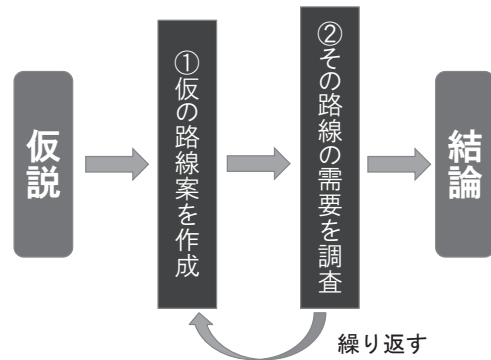 仮説
①仮の路線案を作成
②その路線の需要を調査
結論
繰り返す